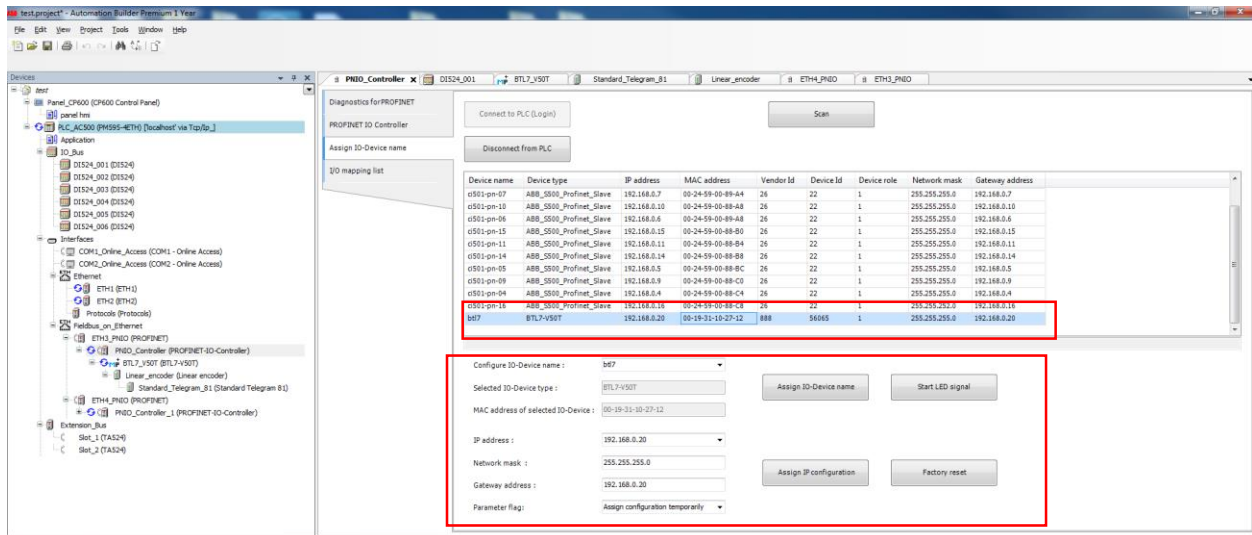 test.project* - Automation Builder Premium 1 Year
File Edit View Project Tools Window Help
Devices
test
Panel_CP600 (CP600 Control Panel)
panel hmi
PLC_AC500 (PM595-4ETH) ['localhost' via Tcp/Ip_]
Application
IO_Bus
DI524_001 (DI524)
DI524_002 (DI524)
DI524_003 (DI524)
DI524_004 (DI524)
DI524_005 (DI524)
DI524_006 (DI524)
Interfaces
COM1_Online_Access (COM1 - Online Access)
COM2_Online_Access (COM2 - Online Access)
Ethernet
ETH1 (ETH1)
ETH2 (ETH2)
Protocols (Protocols)
Fieldbus_on_Ethernet
ETH3_PNIO (PROFINET)
PNIO_Controller (PROFINET-IO-Controller)
BTL7_V50T (BTL7-V50T)
Linear_encoder (Linear encoder)
Standard_Telegram_81 (Standard Telegram 81)
ETH4_PNIO (PROFINET)
PNIO_Controller_1 (PROFINET-IO-Controller)
Extension_Bus
Slot_1 (TA524)
Slot_2 (TA524)
PNIO_Controller DI524_001 BTL7_V50T Standard_Telegram_81 Linear_encoder ETH4_PNIO ETH3_PNIO
Diagnostics for PROFINET
PROFINET IO Controller
Assign IO-Device name
I/O mapping list
Connect to PLC (Login) Scan
Disconnect from PLC
Device name Device type IP address MAC address Vendor Id Device Id Device role Network mask Gateway address
ci501-pn-07 ABB_S500_Profinet_Slave 192.168.0.7 00-24-59-00-89-A4 26 22 1 255.255.255.0 192.168.0.7
ci501-pn-10 ABB_S500_Profinet_Slave 192.168.0.10 00-24-59-00-88-A8 26 22 1 255.255.255.0 192.168.0.10
ci501-pn-06 ABB_S500_Profinet_Slave 192.168.0.6 00-24-59-00-89-A8 26 22 1 255.255.255.0 192.168.0.6
ci501-pn-15 ABB_S500_Profinet_Slave 192.168.0.15 00-24-59-00-88-B0 26 22 1 255.255.255.0 192.168.0.15
ci501-pn-11 ABB_S500_Profinet_Slave 192.168.0.11 00-24-59-00-88-B4 26 22 1 255.255.255.0 192.168.0.11
ci501-pn-14 ABB_S500_Profinet_Slave 192.168.0.14 00-24-59-00-88-B8 26 22 1 255.255.255.0 192.168.0.14
ci501-pn-05 ABB_S500_Profinet_Slave 192.168.0.5 00-24-59-00-88-BC 26 22 1 255.255.255.0 192.168.0.5
ci501-pn-09 ABB_S500_Profinet_Slave 192.168.0.9 00-24-59-00-88-C0 26 22 1 255.255.255.0 192.168.0.9
ci501-pn-04 ABB_S500_Profinet_Slave 192.168.0.4 00-24-59-00-88-C4 26 22 1 255.255.255.0 192.168.0.4
ci501-pn-16 ABB_S500_Profinet_Slave 192.168.0.16 00-24-59-00-88-C8 26 22 1 255.255.252.0 192.168.0.16
btl7 BTL7-V50T 192.168.0.20 00-19-31-10-27-12 888 56065 1 255.255.255.0 192.168.0.20
Configure IO-Device name : btl7
Selected IO-Device type : BTL7-V50T Assign IO-Device name Start LED signal
MAC address of selected IO-Device : 00-19-31-10-27-12
IP address : 192.168.0.20
Network mask : 255.255.255.0 Assign IP configuration Factory reset
Gateway address : 192.168.0.20
Parameter flag: Assign configuration temporarily